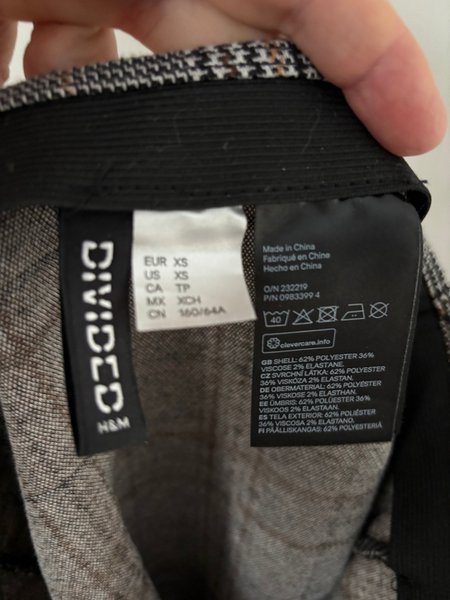 DIVIDED
H&M
EUR XS
US XS
CA TP
MX XCH
CN 160/64A
Made in China
Fabriqué en Chine
Hecho en China
O/N 232219
P/N 0983399 4
40
clevercare.info
GB SHELL: 62% POLYESTER 36%
VISCOSE 2% ELASTANE.
CZ SVRCHNÍ LÁTKA: 62% POLYESTER
36% VISKÓZA 2% ELASTAN.
DE OBERMATERIAL: 62% POLYESTER
36% VISKOSE 2% ELASTHAN.
EE ÜMBRIS: 62% POLÜESTER 36%
VISKOOS 2% ELASTAAN.
ES TELA EXTERIOR: 62% POLIÉSTER
36% VISCOSA 2% ELASTANO.
FI PÄÄLLISKANGAS: 62% POLYESTERIÄ